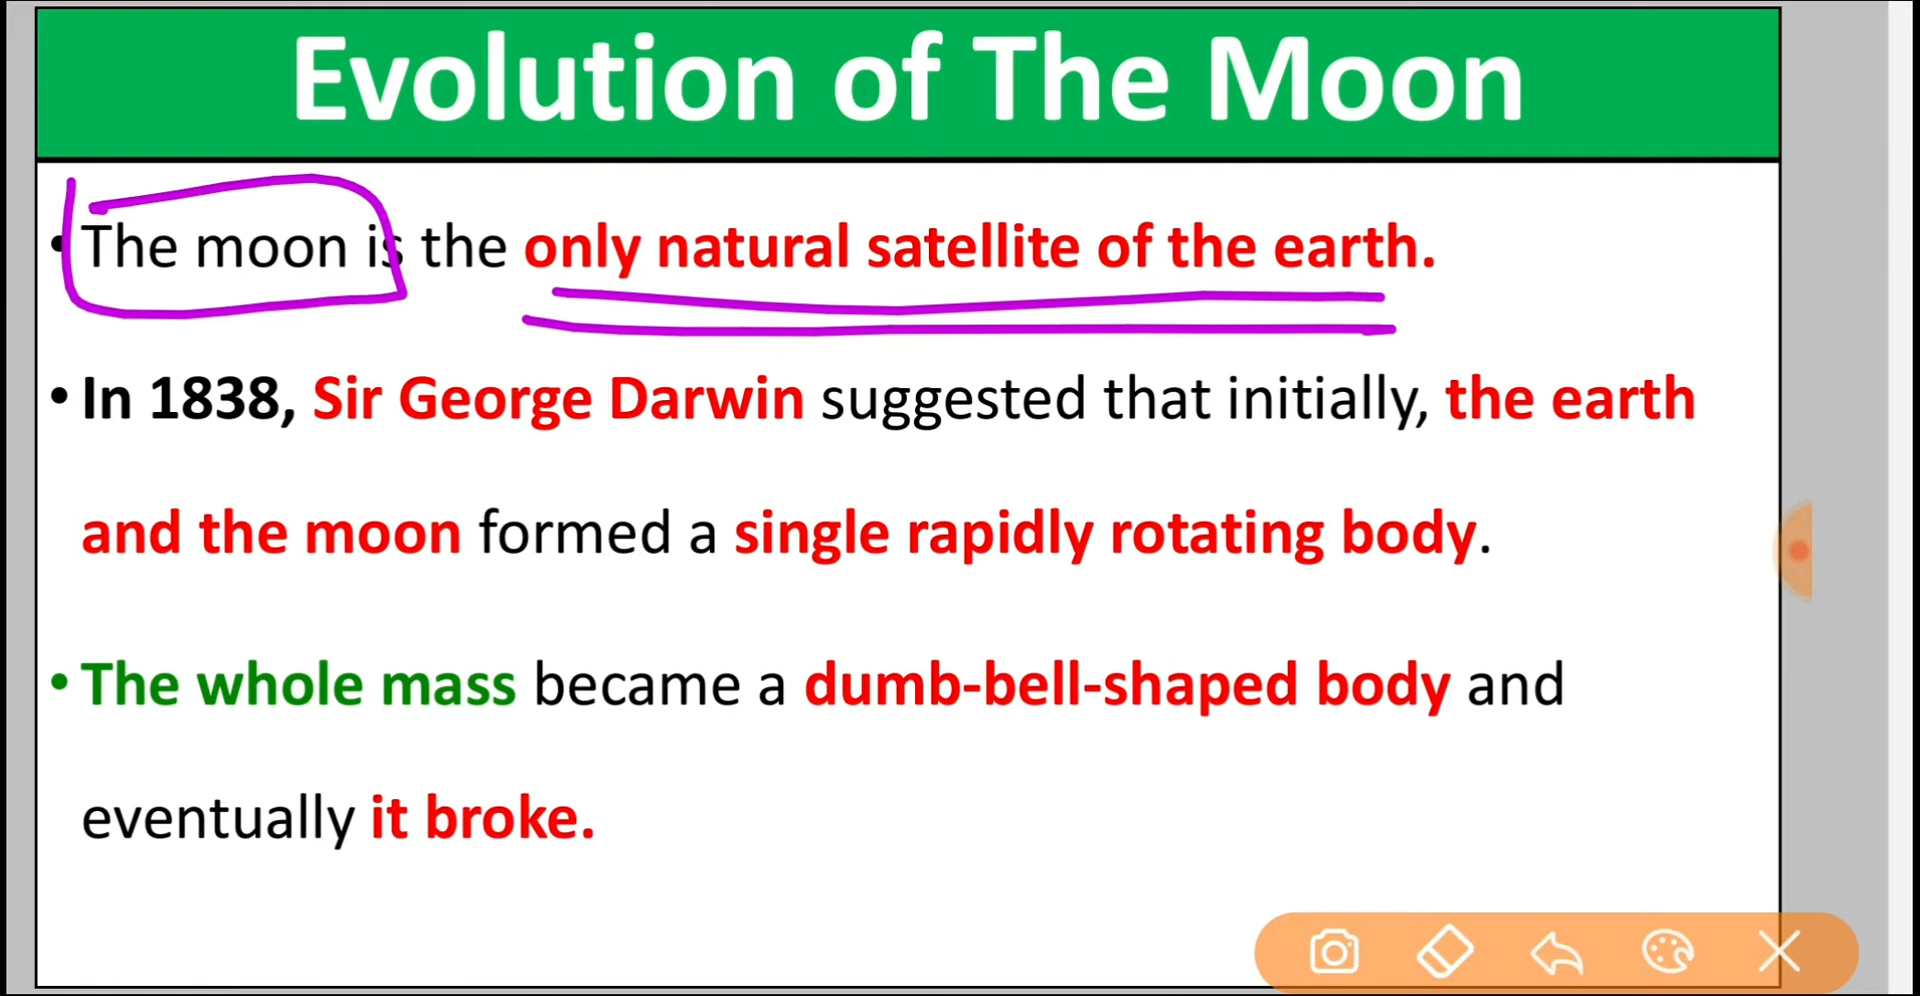 Evolution of The Moon
• The moon is the only natural satellite of the earth.
• In 1838, Sir George Darwin suggested that initially, the earth
and the moon formed a single rapidly rotating body.
• The whole mass became a dumb-bell-shaped body and
eventually it broke.